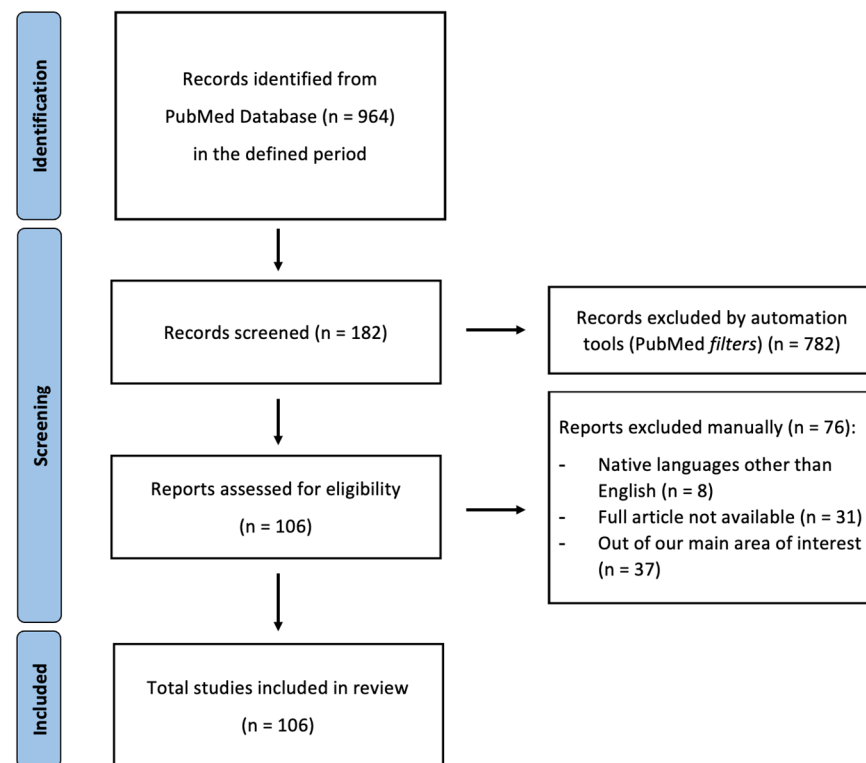 Identification
Records identified from
PubMed Database (n = 964)
in the defined period
Screening
Records screened (n = 182)
Records excluded by automation
tools (PubMed filters) (n = 782)
Reports assessed for eligibility
(n = 106)
Reports excluded manually (n = 76):
- Native languages other than
English (n = 8)
- Full article not available (n = 31)
- Out of our main area of interest
(n = 37)
Included
Total studies included in review
(n = 106)